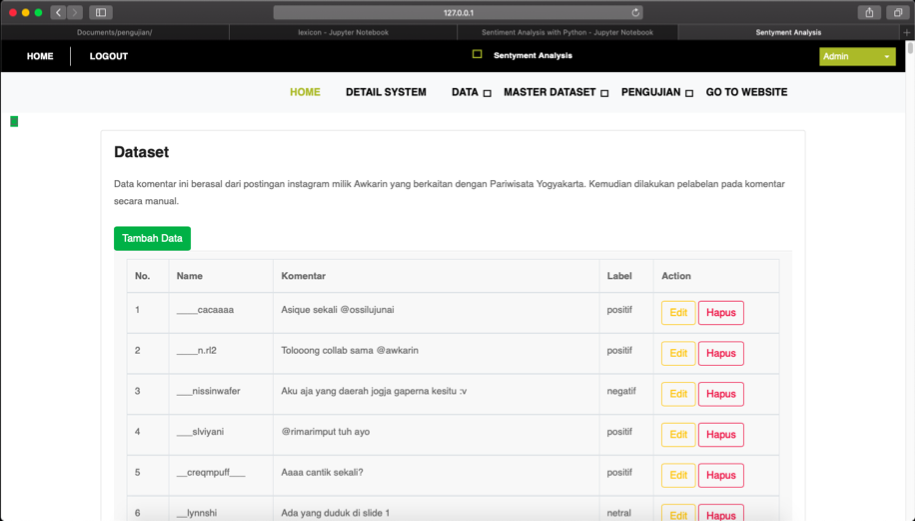 127.0.0.1
Documents/pengujian/
lexicon - Jupyter Notebook
Sentiment Analysis with Python - Jupyter Notebook
Sentyment Analysis
HOME LOGOUT Sentyment Analysis Admin
HOME DETAIL SYSTEM DATA MASTER DATASET PENGUJIAN GO TO WEBSITE
Dataset
Data komentar ini berasal dari postingan instagram milik Awkarin yang berkaitan dengan Pariwisata Yogyakarta. Kemudian dilakukan pelabelan pada komentar
secara manual.
Tambah Data
No. Name Komentar Label Action
1 ____cacaaaa Asique sekali @ossilujunai positif Edit Hapus
2 ____n.rl2 Tolooong collab sama @awkarin positif Edit Hapus
3 ___nissinwafer Aku aja yang daerah jogja gaperna kesitu :v negatif Edit Hapus
4 ___slviyani @rimarimput tuh ayo positif Edit Hapus
5 __creqmpuff___ Aaaa cantik sekali? positif Edit Hapus
6 __lynnshi Ada yang duduk di slide 1 netral Edit Hapus